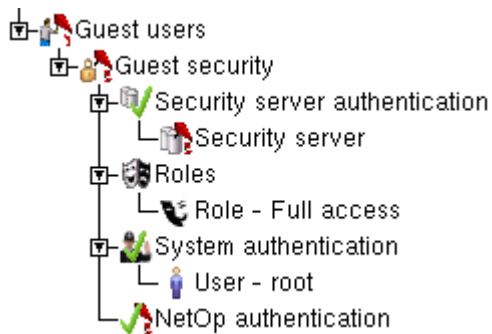 Guest users
Guest security
Security server authentication
Security server
Roles
Role - Full access
System authentication
User - root
NetOp authentication